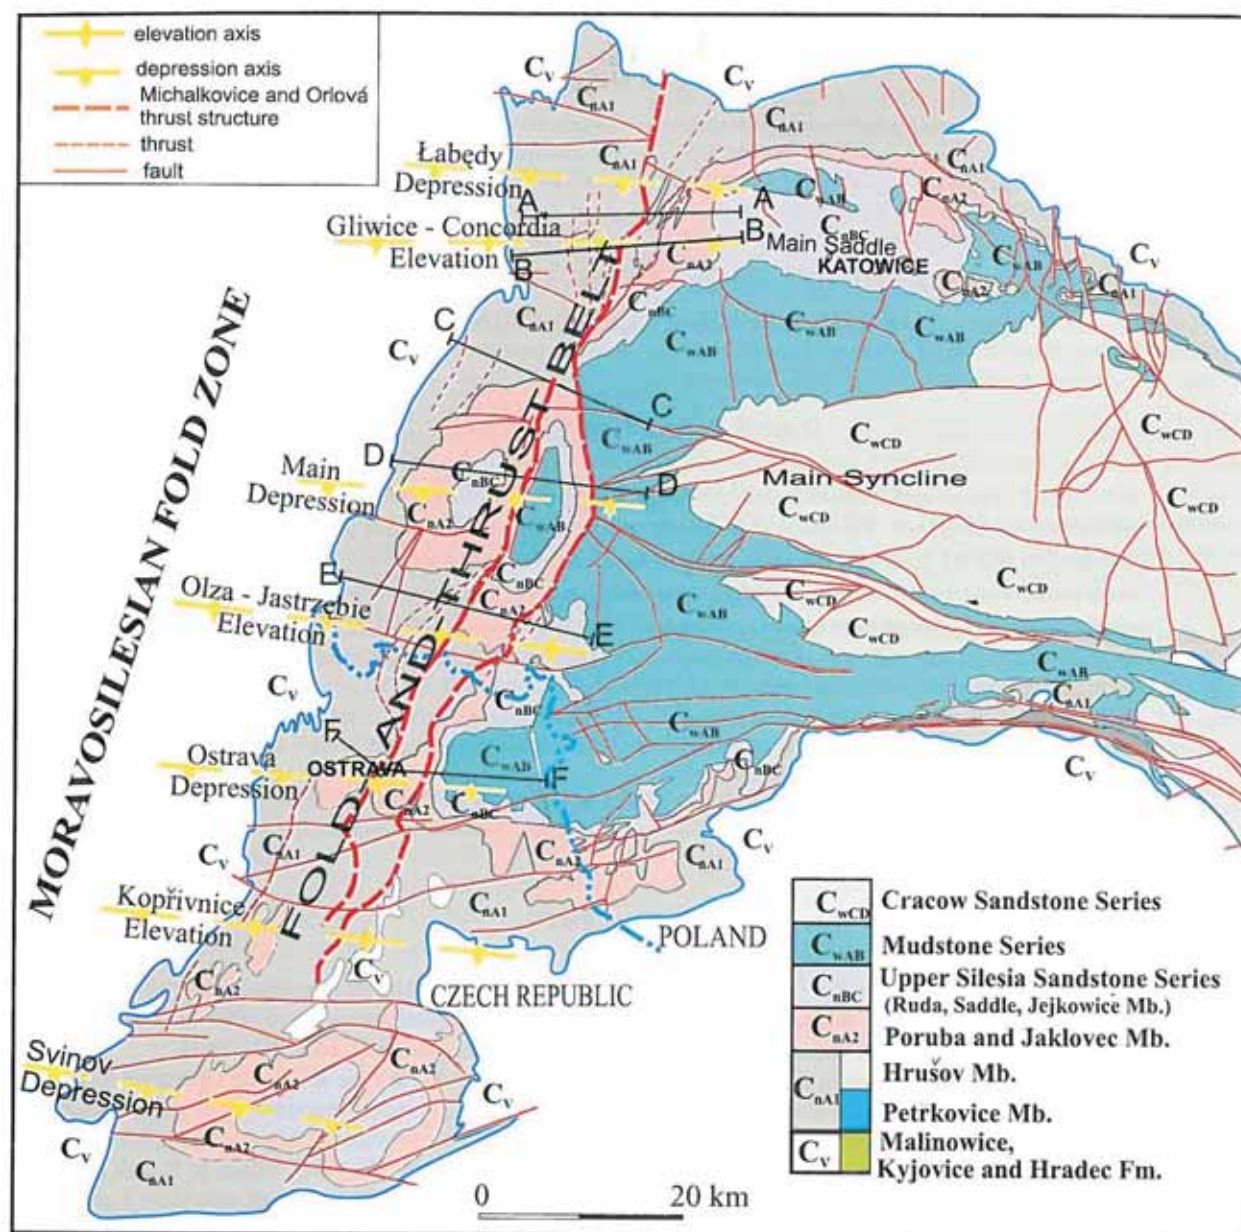 elevation axis
depression axis
Michalkovice and Orlová
thrust structure
thrust
fault
MORAVOSILESIAN FOLD ZONE
FOLD AND-THRUST BELT
Łabędy
Depression
Gliwice - Concordia
Elevation
Main
Depression
Olza - Jastrzębie
Elevation
Ostrava
Depression
Kopřivnice
Elevation
Svinov
Depression
A
A
B
B
C
C
D
D
E
E
F
F
Cv
Cv
CnA1
CnA1
CnA1
CnA1
CwAB
CnA2
CnBC
Main Saddle
KATOWICE
CnA2
CwAB
CnA2
CnA1
Cv
CnBC
CnA1
Cv
CwAB
CwAB
CwAB
CwCD
CwCD
Main Syncline
CwCD
CwCD
CwAB
CnBC
CnA2
CwAB
CnBC
CnA2
CwAB
CwCD
CwCD
CwCD
CwAB
CnA1
Cv
CnBC
CwAB
CnBC
Cv
OSTRAVA
CwAB
CnA2
CnBC
CnA1
Cv
CnA2
CnA1
Cv
CnA1
POLAND
CZECH REPUBLIC
Cv
CnA2
CnA2
CnA2
CnA2
Cv
Cv
CnA1
CwCD Cracow Sandstone Series
CwAB Mudstone Series
CnBC Upper Silesia Sandstone Series
(Ruda, Saddle, Jejkowice Mb.)
CnA2 Poruba and Jaklovec Mb.
CnA1 Hrušov Mb.
Petrkovice Mb.
Cv Malinowice,
Kyjovice and Hradec Fm.
0 20 km